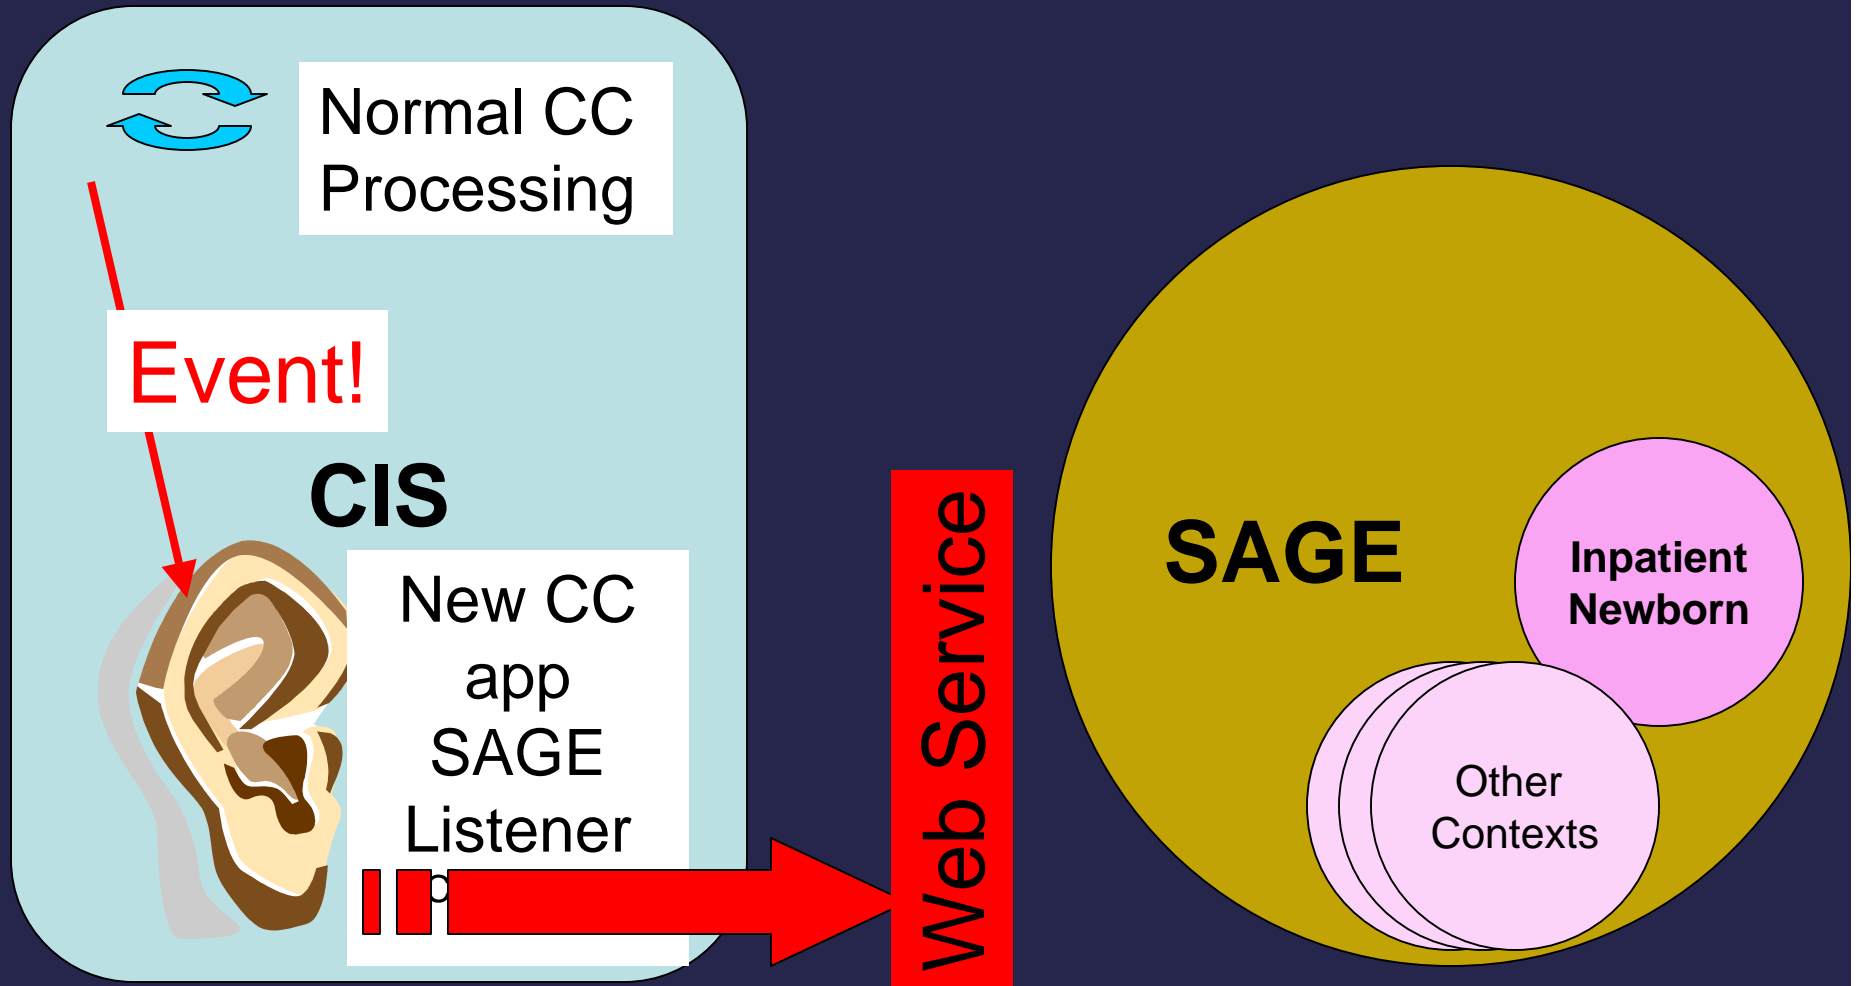 Normal CC
Processing
Event!
CIS
New CC
app
SAGE
Listener
Web Service
SAGE
Inpatient
Newborn
Other
Contexts